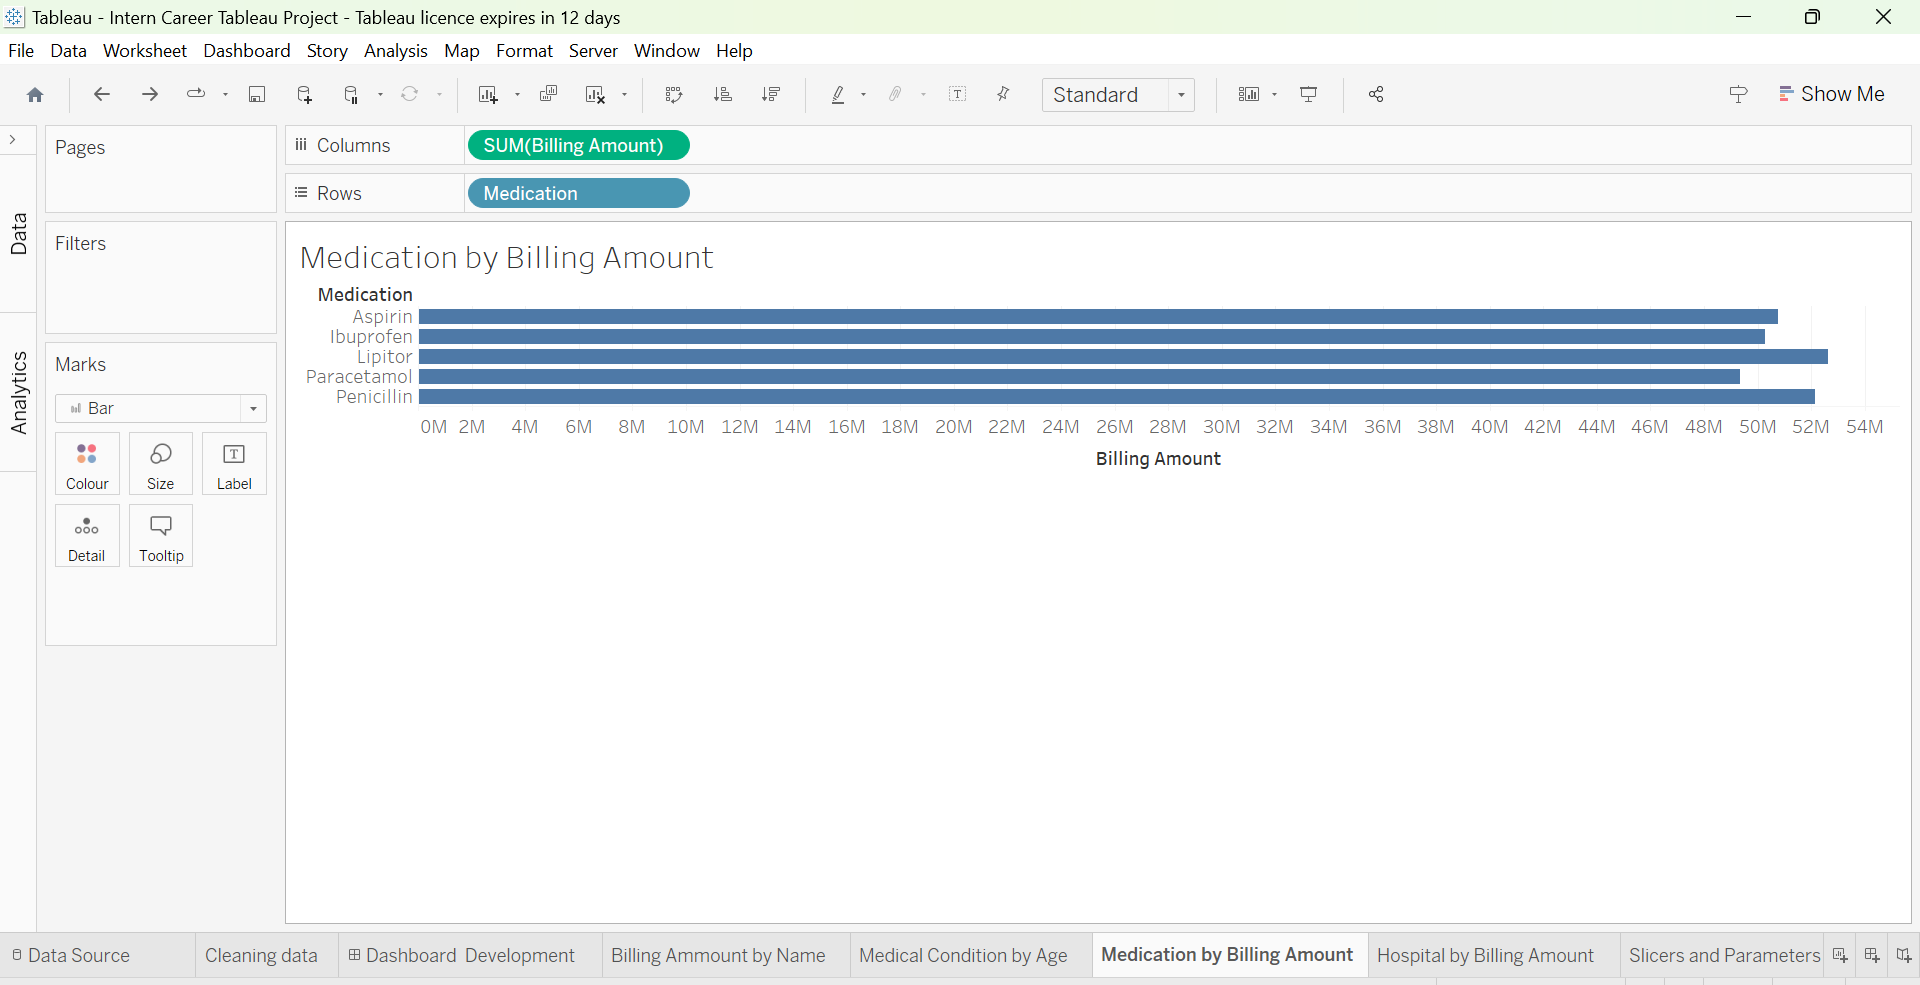 Tableau - Intern Career Tableau Project - Tableau licence expires in 12 days
File Data Worksheet Dashboard Story Analysis Map Format Server Window Help
Standard
Show Me
Data
Analytics
Pages
Filters
Marks
Bar
Colour Size Label
Detail Tooltip
Columns SUM(Billing Amount)
Rows Medication
Medication by Billing Amount
Medication
Aspirin
Ibuprofen
Lipitor
Paracetamol
Penicillin
0M 2M 4M 6M 8M 10M 12M 14M 16M 18M 20M 22M 24M 26M 28M 30M 32M 34M 36M 38M 40M 42M 44M 46M 48M 50M 52M 54M
Billing Amount
Data Source Cleaning data Dashboard Development Billing Ammount by Name Medical Condition by Age Medication by Billing Amount Hospital by Billing Amount Slicers and Parameters